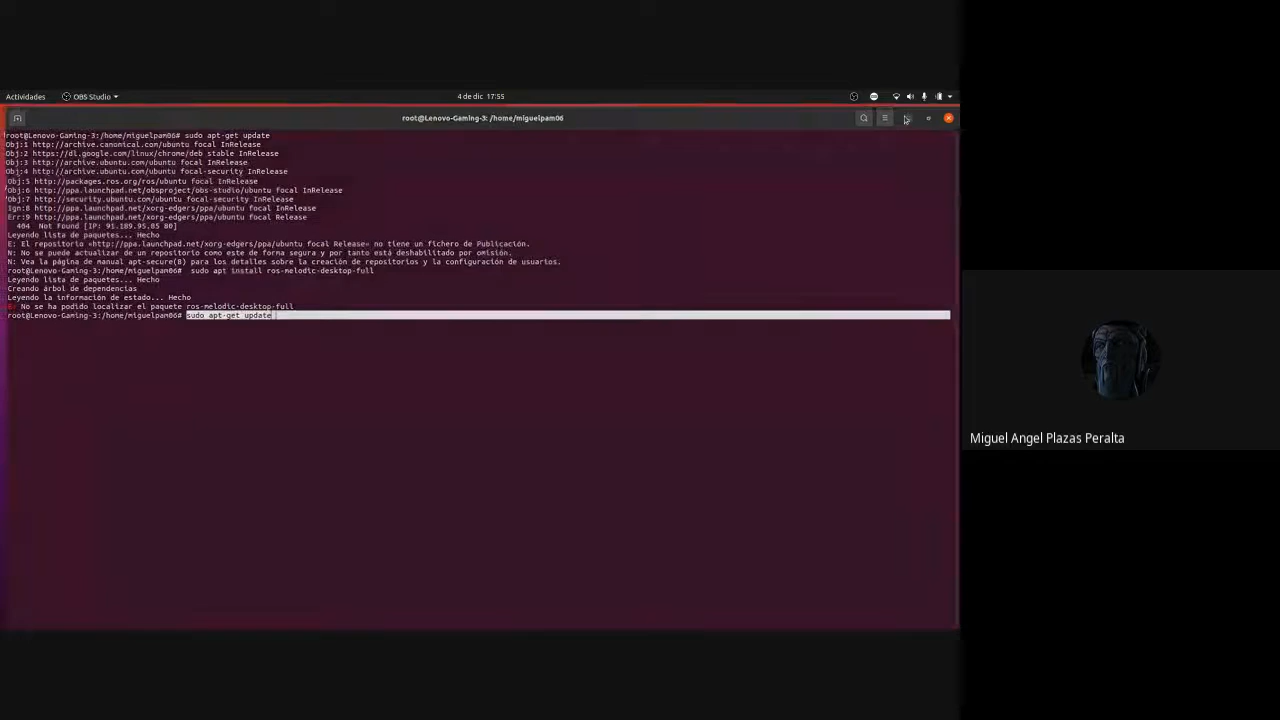 Actividades OBS Studio 4 de dic 17:55
root@Lenovo-Gaming-3: /home/miguelpam06
root@Lenovo-Gaming-3:/home/miguelpam06# sudo apt-get update
Obj:1 http://archive.canonical.com/ubuntu focal InRelease
Obj:2 https://dl.google.com/linux/chrome/deb stable InRelease
Obj:3 http://archive.ubuntu.com/ubuntu focal InRelease
Obj:4 http://archive.ubuntu.com/ubuntu focal-security InRelease
Obj:5 http://packages.ros.org/ros/ubuntu focal InRelease
Obj:6 http://ppa.launchpad.net/obsproject/obs-studio/ubuntu focal InRelease
Obj:7 http://security.ubuntu.com/ubuntu focal-security InRelease
Ign:8 http://ppa.launchpad.net/xorg-edgers/ppa/ubuntu focal InRelease
Err:9 http://ppa.launchpad.net/xorg-edgers/ppa/ubuntu focal Release
404 Not Found [IP: 91.189.95.85 80]
Leyendo lista de paquetes... Hecho
E: El repositorio «http://ppa.launchpad.net/xorg-edgers/ppa/ubuntu focal Release» no tiene un fichero de Publicación.
N: No se puede actualizar de un repositorio como este de forma segura y por tanto está deshabilitado por omisión.
N: Vea la página de manual apt-secure(8) para los detalles sobre la creación de repositorios y la configuración de usuarios.
root@Lenovo-Gaming-3:/home/miguelpam06# sudo apt install ros-melodic-desktop-full
Leyendo lista de paquetes... Hecho
Creando árbol de dependencias
Leyendo la información de estado... Hecho
E: No se ha podido localizar el paquete ros-melodic-desktop-full
root@Lenovo-Gaming-3:/home/miguelpam06# sudo apt-get update
Miguel Angel Plazas Peralta